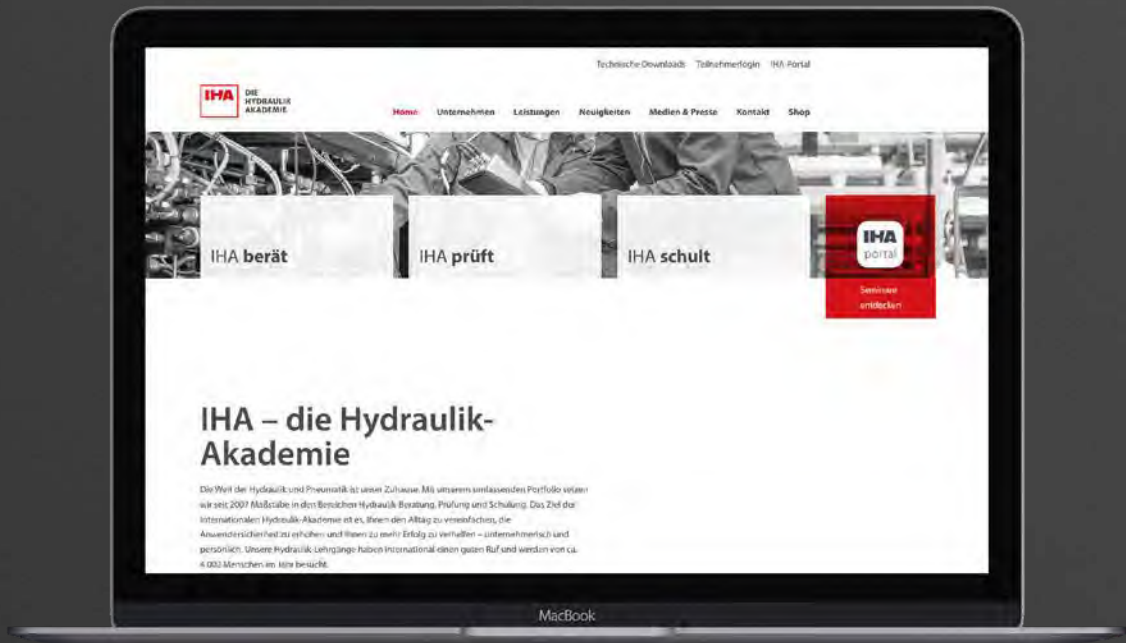 Technische Downloads Teilnehmerlogin IHA-Portal
IHA
DIE
HYDRAULIK
AKADEMIE
Home Unternehmen Leistungen Neuigkeiten Medien & Presse Kontakt Shop
IHA berät
IHA prüft
IHA schult
IHA
portal
Seminare
entdecken
IHA – die Hydraulik-
Akademie
Die Welt der Hydraulik und Pneumatik ist unser Zuhause. Mit unserem umfassenden Portfolio setzen
wir seit 2007 Maßstäbe in den Bereichen Hydraulik-Beratung, Prüfung und Schulung. Das Ziel der
Internationalen Hydraulik-Akademie ist es, Ihnen den Alltag zu vereinfachen, die
Anwendersicherheit zu erhöhen und Ihnen zu mehr Erfolg zu verhelfen – unternehmerisch und
persönlich. Unsere Hydraulik-Lehrgänge haben international einen guten Ruf und werden von ca.
4.000 Menschen im Jahr besucht.
MacBook